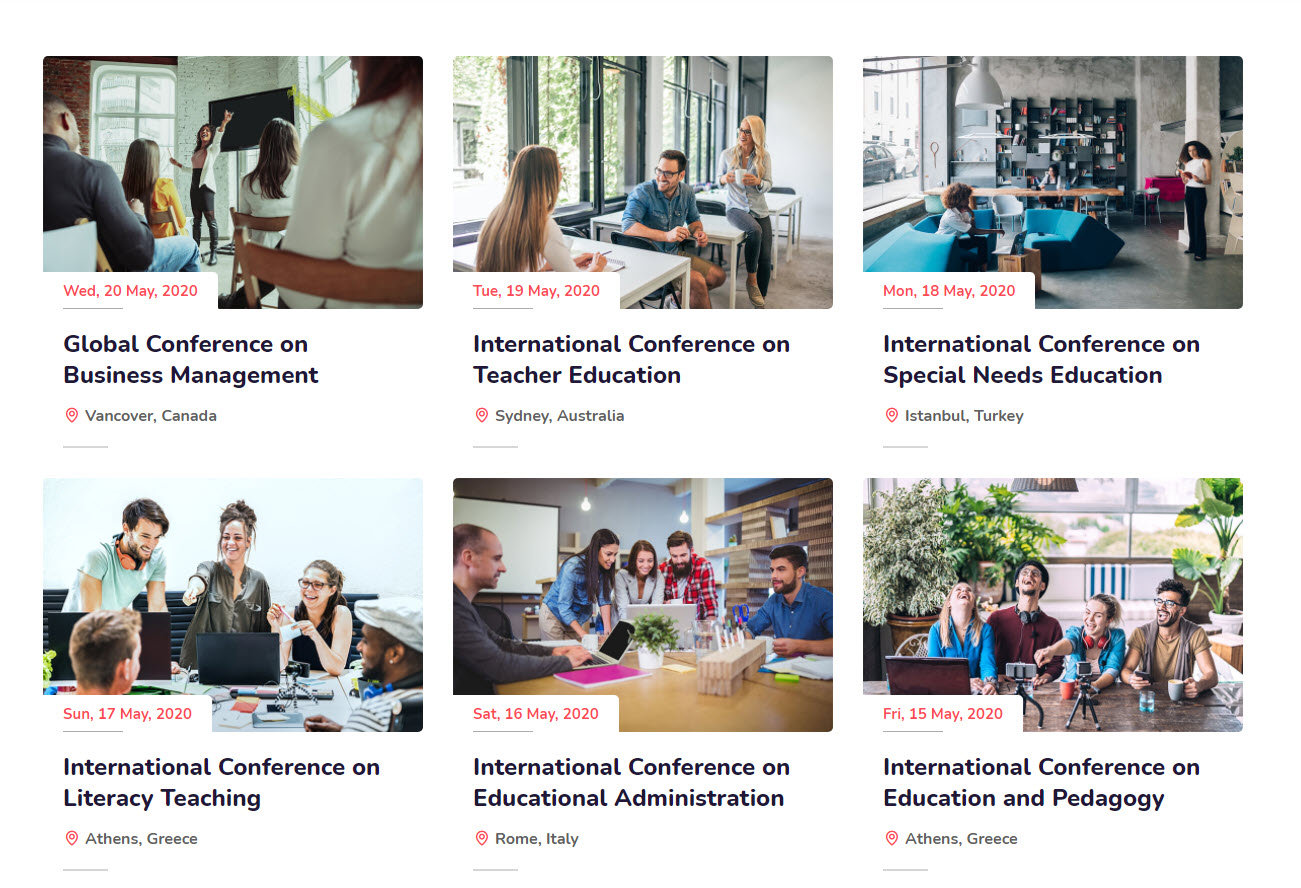 Wed, 20 May, 2020
Global Conference on
Business Management
Vancover, Canada
Tue, 19 May, 2020
International Conference on
Teacher Education
Sydney, Australia
Mon, 18 May, 2020
International Conference on
Special Needs Education
Istanbul, Turkey
Sun, 17 May, 2020
International Conference on
Literacy Teaching
Athens, Greece
Sat, 16 May, 2020
International Conference on
Educational Administration
Rome, Italy
Fri, 15 May, 2020
International Conference on
Education and Pedagogy
Athens, Greece